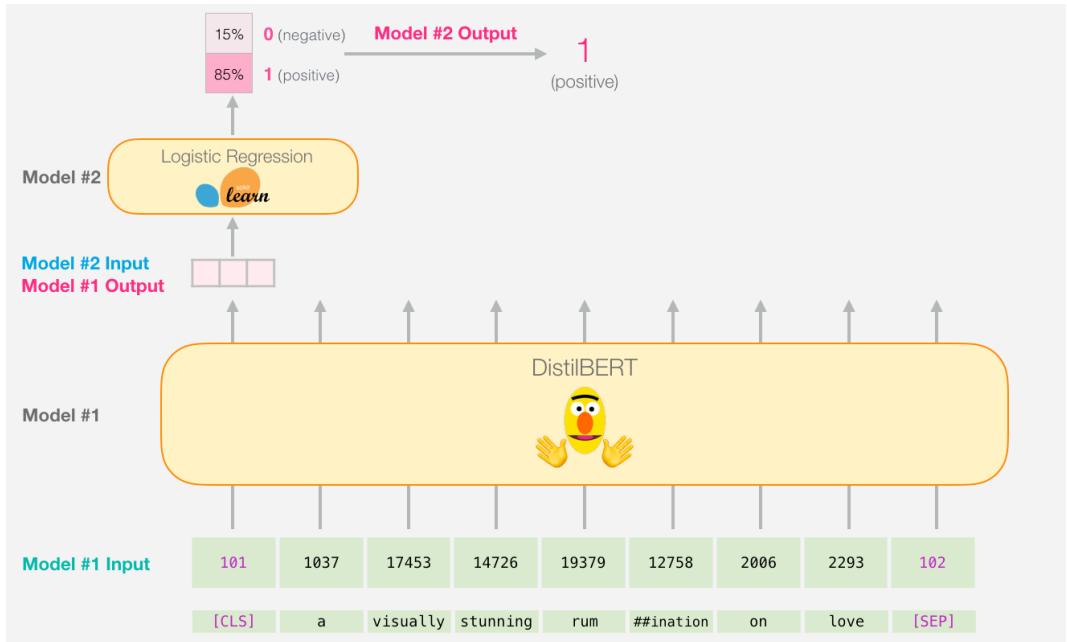 15% 0 (negative) Model #2 Output 1
85% 1 (positive) (positive)
Logistic Regression
Model #2
learn
Model #2 Input
Model #1 Output
DistilBERT
Model #1
Model #1 Input 101 1037 17453 14726 19379 12758 2006 2293 102
[CLS] a visually stunning rum ##ination on love [SEP]